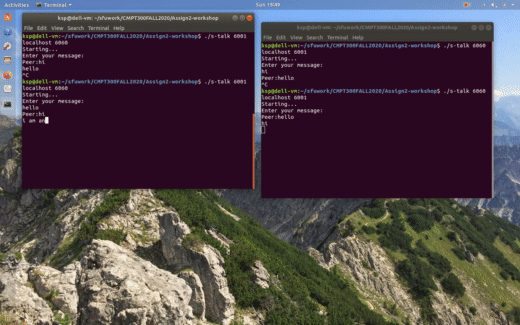 Activities
Terminal
Sun 19:49
ksp@dell-vm: ~/sfuwork/CMPT300FALL2020/Assign2-workshop
File Edit View Search Terminal Help
ksp@dell-vm:~/sfuwork/CMPT300FALL2020/Assign2-workshop$ ./s-talk 6001
localhost 6060
Starting...
Enter your message:
Peer:hi
hello
^C
ksp@dell-vm:~/sfuwork/CMPT300FALL2020/Assign2-workshop$ ./s-talk 6001
localhost 6060
Starting...
Enter your message:
hello
Peer:hi
i am an
ksp@dell-vm: ~/sfuwork/CMPT300FALL2020/Assign2-workshop
File Edit View Search Terminal Help
ksp@dell-vm:~/sfuwork/CMPT300FALL2020/Assign2-workshop$ ./s-talk 6060
localhost 6001
Starting...
Enter your message:
hi
Peer:hello
ksp@dell-vm:~/sfuwork/CMPT300FALL2020/Assign2-workshop$ ./s-talk 6060
localhost 6001
Starting...
Enter your message:
Peer:hello
hi